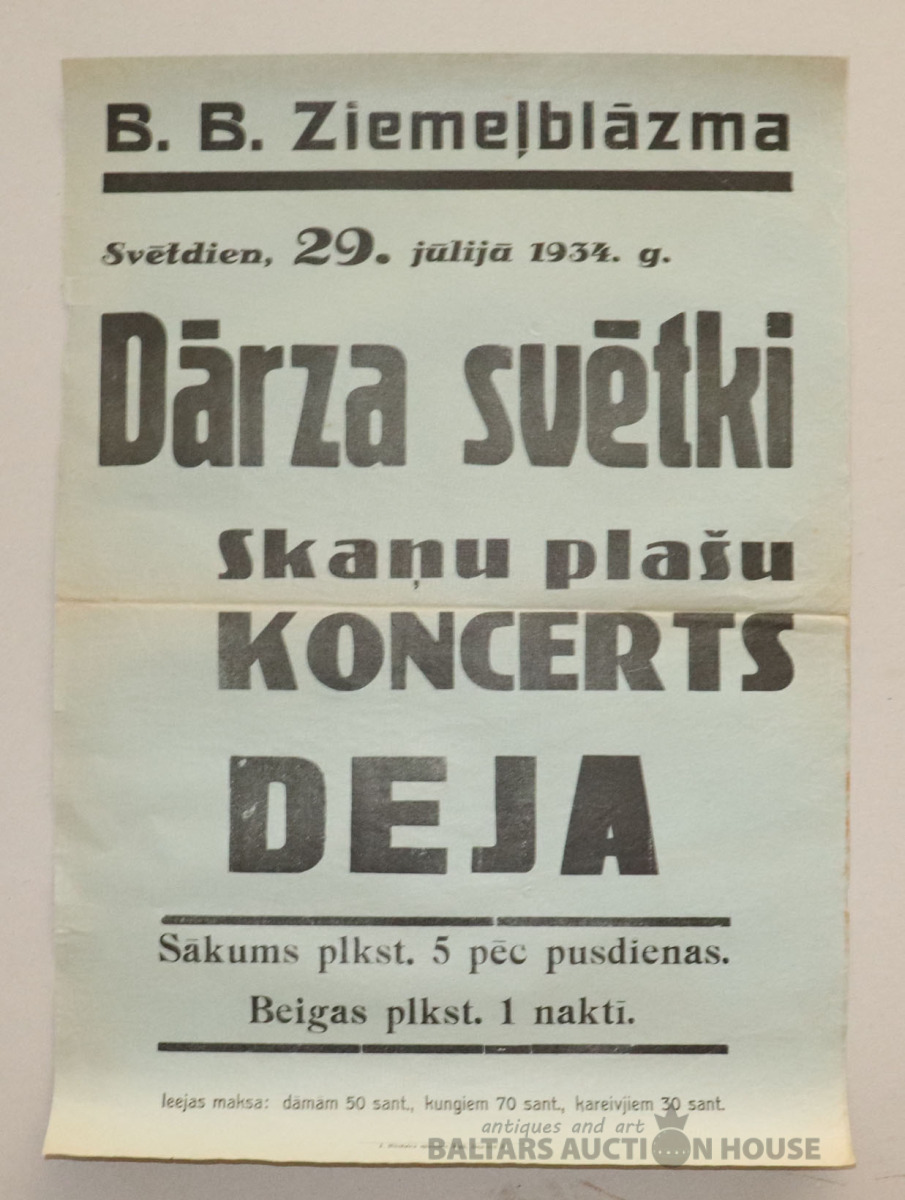 B. B. Ziemeļblāzma
Svētdien, 29. jūlijā 1934. g.
Dārza svētki
Skaņu plašu
KONCERTS
DEJA
Sākums plkst. 5 pēc pusdienas.
Beigas plkst. 1 naktī.
Ieejas maksa: dāmām 50 sant., kungiem 70 sant., kareivjiem 30 sant.
antiques and art
BALTARS AUCTION HOUSE